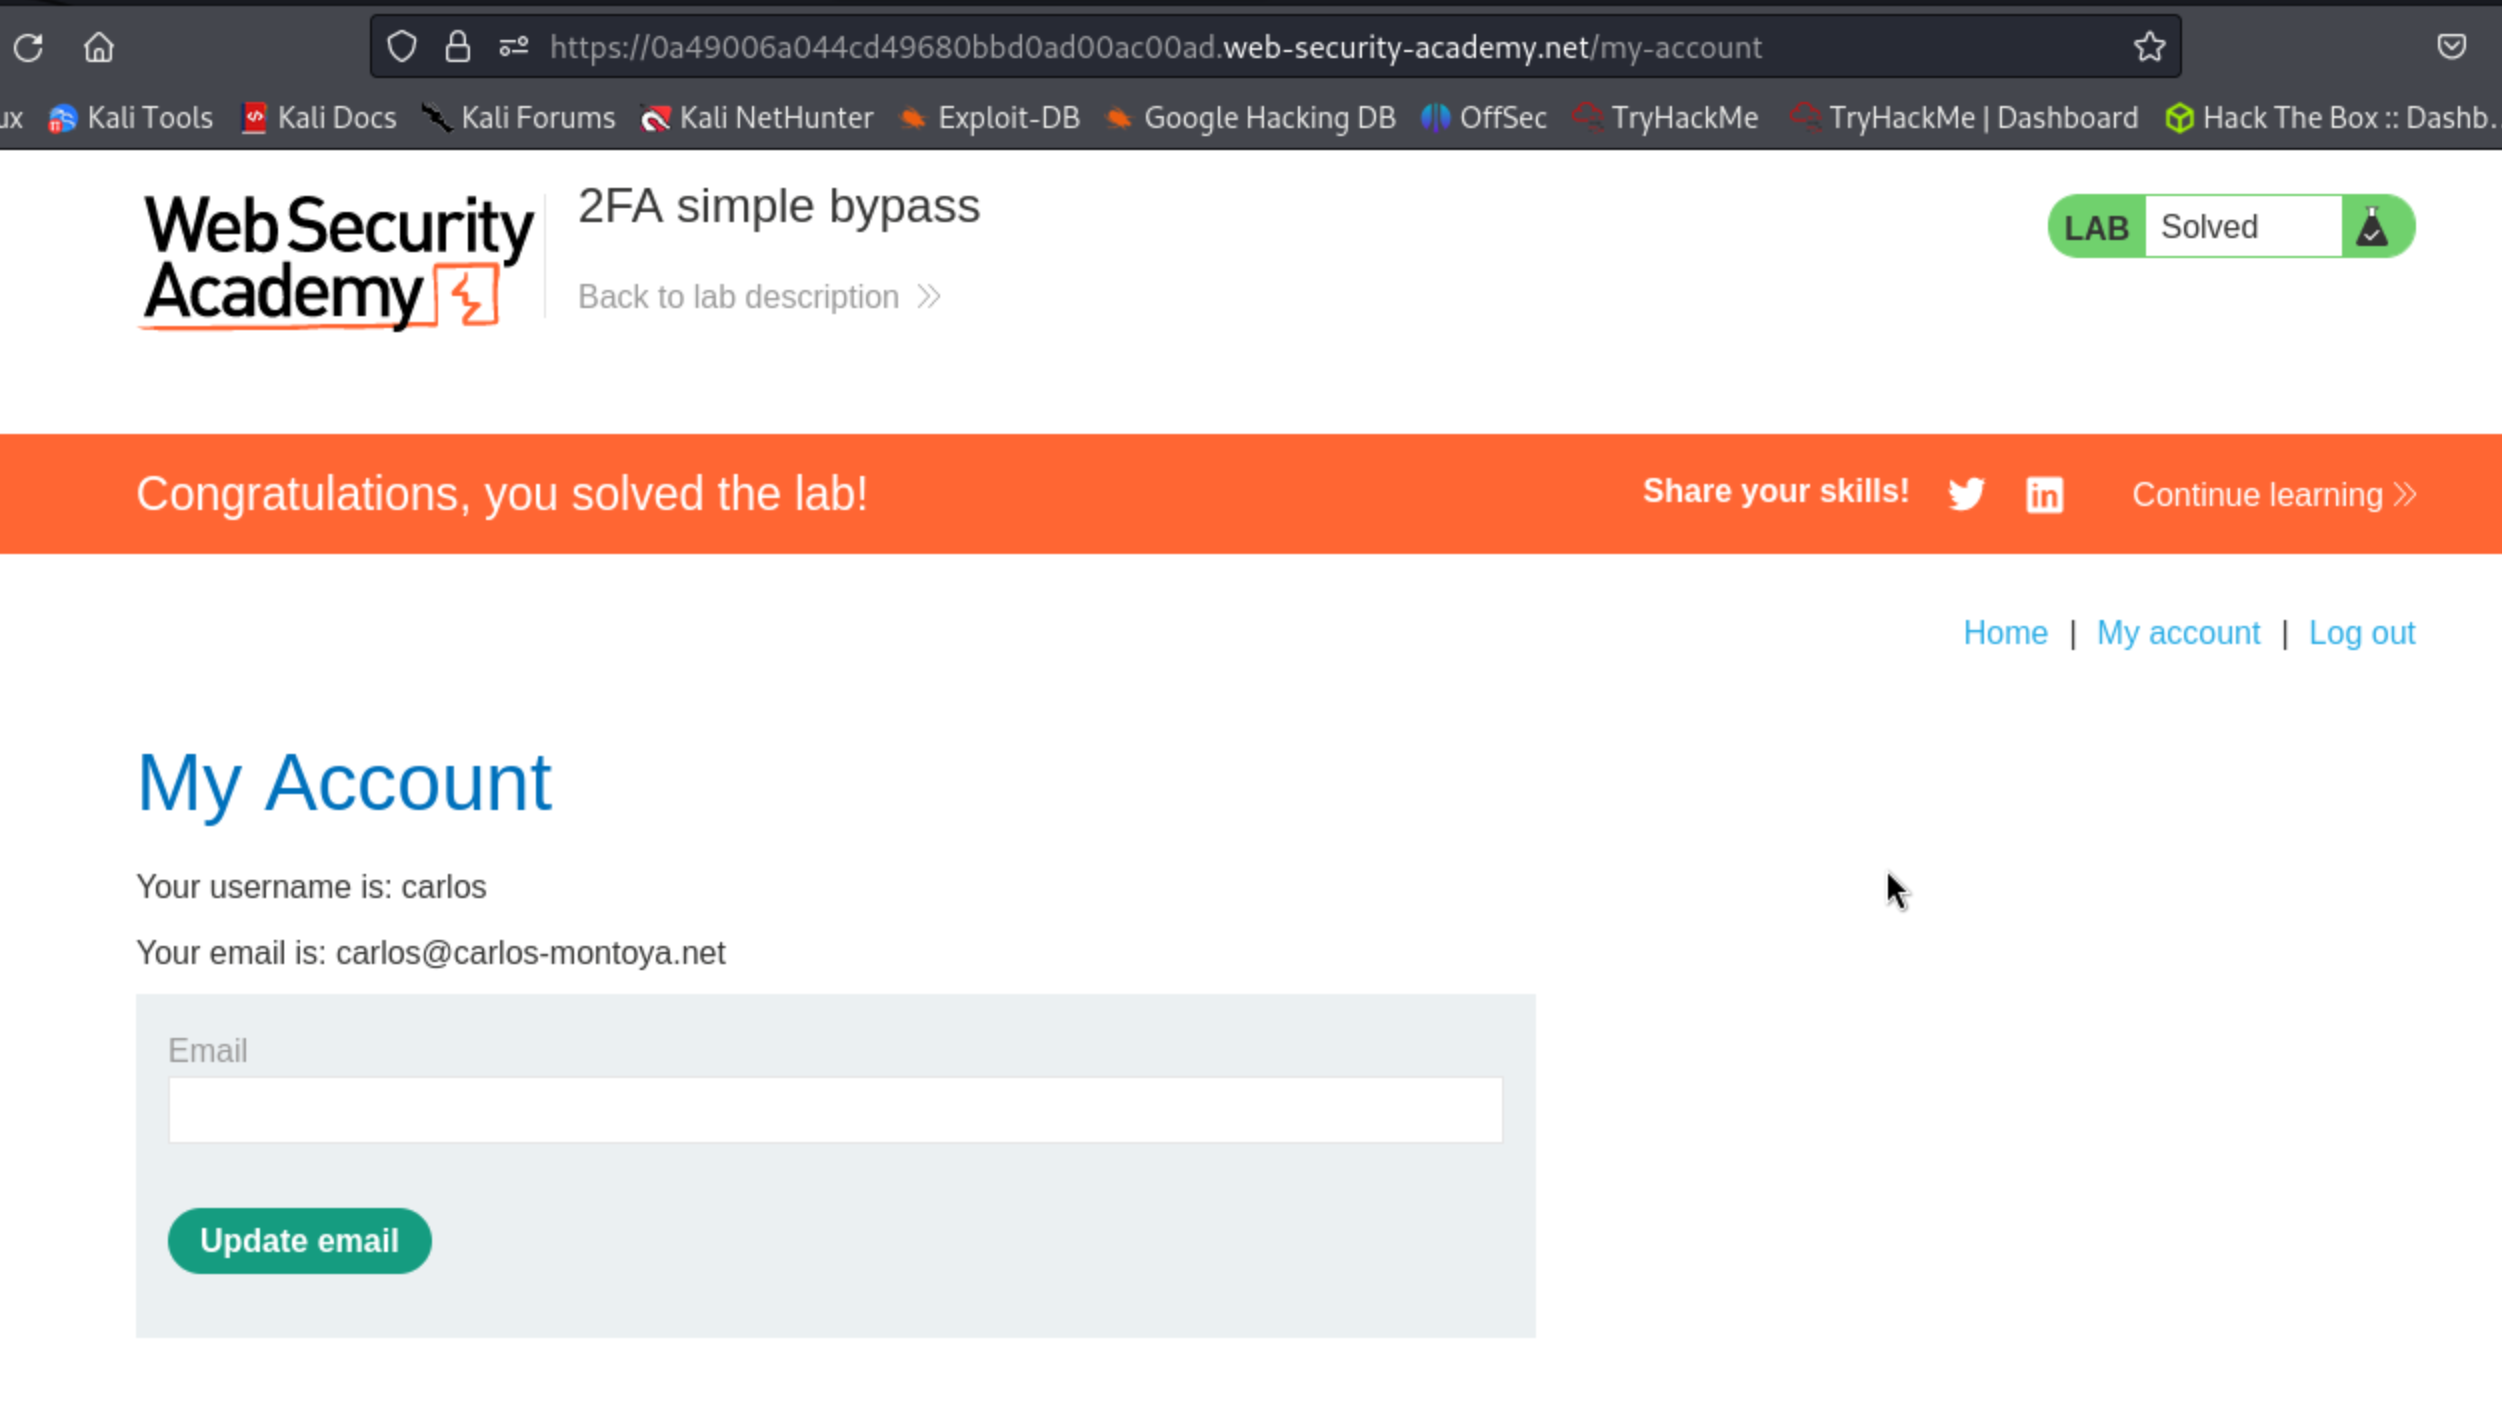 https://0a49006a044cd49680bbd0ad00ac00ad.web-security-academy.net/my-account
ux Kali Tools Kali Docs Kali Forums Kali NetHunter Exploit-DB Google Hacking DB OffSec TryHackMe TryHackMe | Dashboard Hack The Box :: Dashb…
Web Security
Academy
2FA simple bypass
Back to lab description
LAB Solved
Congratulations, you solved the lab!
Share your skills! in Continue learning
Home | My account | Log out
My Account
Your username is: carlos
Your email is: carlos@carlos-montoya.net
Email
Update email